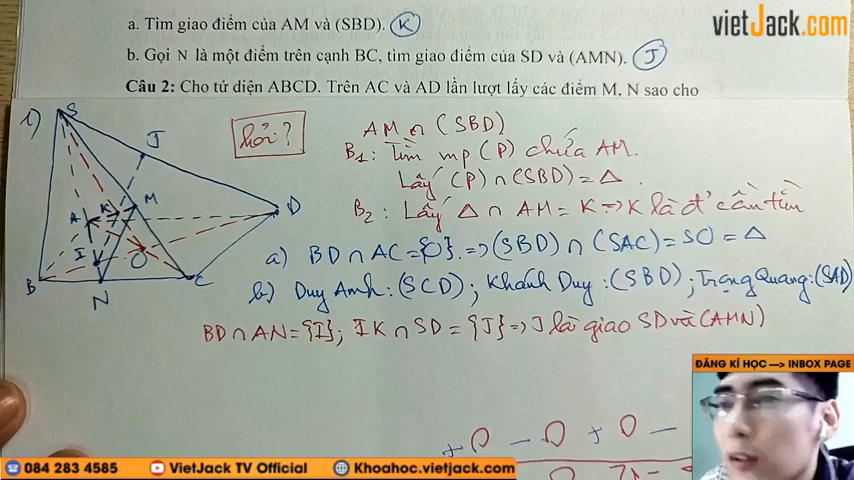 vietJack.com
a. Tìm giao điểm của AM và (SBD). K
b. Gọi N là một điểm trên cạnh BC, tìm giao điểm của SD và (AMN). J
Câu 2: Cho tứ diện ABCD. Trên AC và AD lần lượt lấy các điểm M, N sao cho
1)
S
J
hỏi?
AM ∩ (SBD)
B1: Tìm mp (P) chứa AM.
Lấy (P) ∩ (SBD) = Δ.
B2: Lấy Δ ∩ AM = K => K là đ' cần tìm
A
K
M
D
I
O
B
C
N
a) BD ∩ AC = {O}. => (SBD) ∩ (SAC) = SO = Δ
b) Duy Anh: (SCD); Khánh Duy: (SBD); Trạng Quang: (SAD)
BD ∩ AN = {I}; IK ∩ SD = {J} => J là giao SD và (AMN)
ĐĂNG KÍ HỌC —> INBOX PAGE
+ 0 − 0 + 0 −
084 283 4585
VietJack TV Official
Khoahoc.vietjack.com